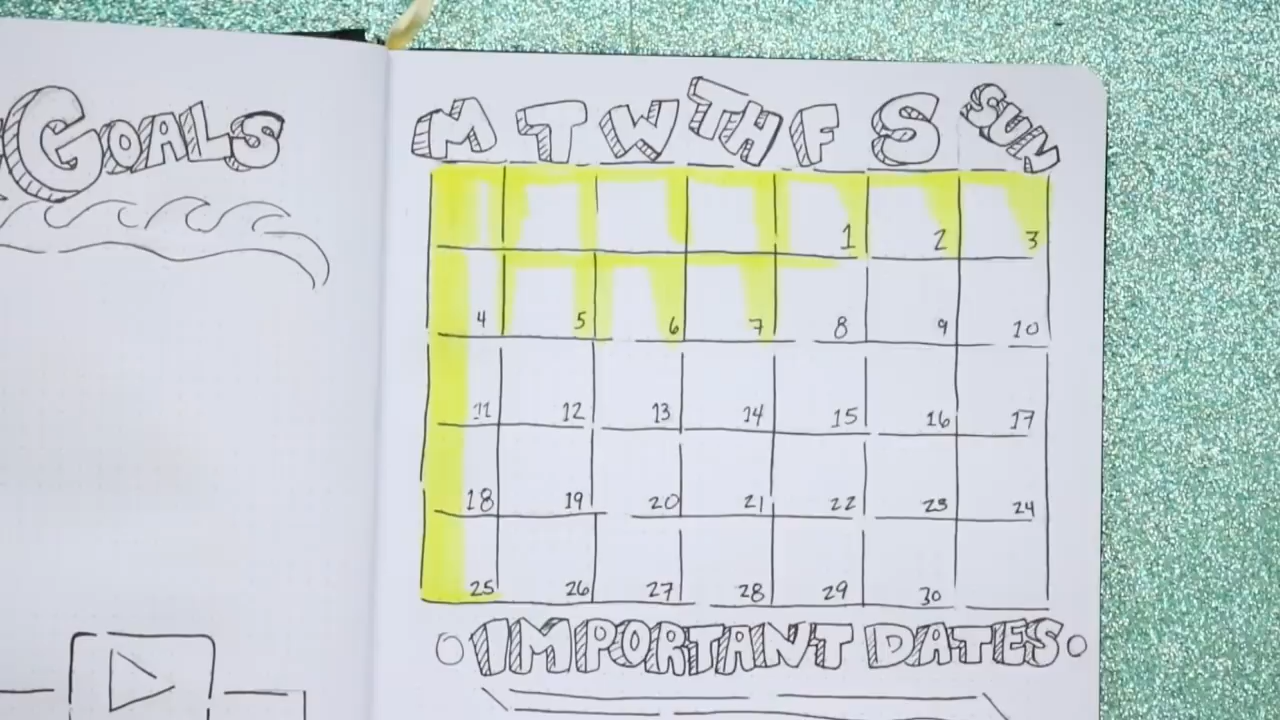 GOALS
M T W TH F S SUN
1 2 3
4 5 6 7 8 9 10
11 12 13 14 15 16 17
18 19 20 21 22 23 24
25 26 27 28 29 30
IMPORTANT DATES